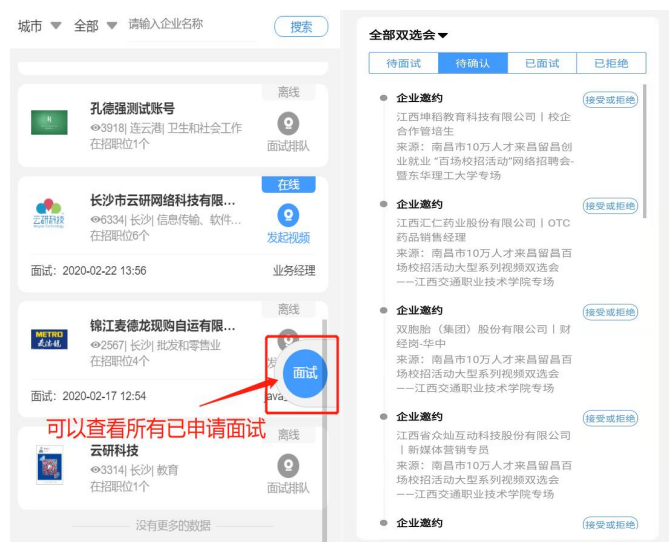 城市 ▼ 全部 ▼ 请输入企业名称 搜索
离线
孔德强测试账号
3918| 连云港| 卫生和社会工作
在招职位1个
面试排队
在线
长沙市云研网络科技有限...
云研科技
6334| 长沙| 信息传输、软件...
在招职位6个
发起视频
面试：2020-02-22 13:56 业务经理
离线
锦江麦德龙现购自运有限...
METRO
麦德龙
2567| 长沙| 批发和零售业
在招职位4个
面试
面试：2020-02-17 12:54 java
可以查看所有已申请面试
离线
云研科技
3314| 长沙| 教育
在招职位1个
面试排队
没有更多的数据
全部双选会▼
待面试 待确认 已面试 已拒绝
企业邀约 接受或拒绝
江西坤稻教育科技有限公司丨校企
合作管培生
来源：南昌市10万人才来昌留昌创
业就业 “百场校招活动”网络招聘会-
暨东华理工大学专场
企业邀约 接受或拒绝
江西汇仁药业股份有限公司丨OTC
药品销售经理
来源：南昌市10万人才来昌留昌百
场校招活动大型系列视频双选会
——江西交通职业技术学院专场
企业邀约 接受或拒绝
双胞胎（集团）股份有限公司丨财
经岗-华中
来源：南昌市10万人才来昌留昌百
场校招活动大型系列视频双选会
——江西交通职业技术学院专场
企业邀约 接受或拒绝
江西省众灿互动科技股份有限公司
丨新媒体营销专员
来源：南昌市10万人才来昌留昌百
场校招活动大型系列视频双选会
——江西交通职业技术学院专场
企业邀约 接受或拒绝